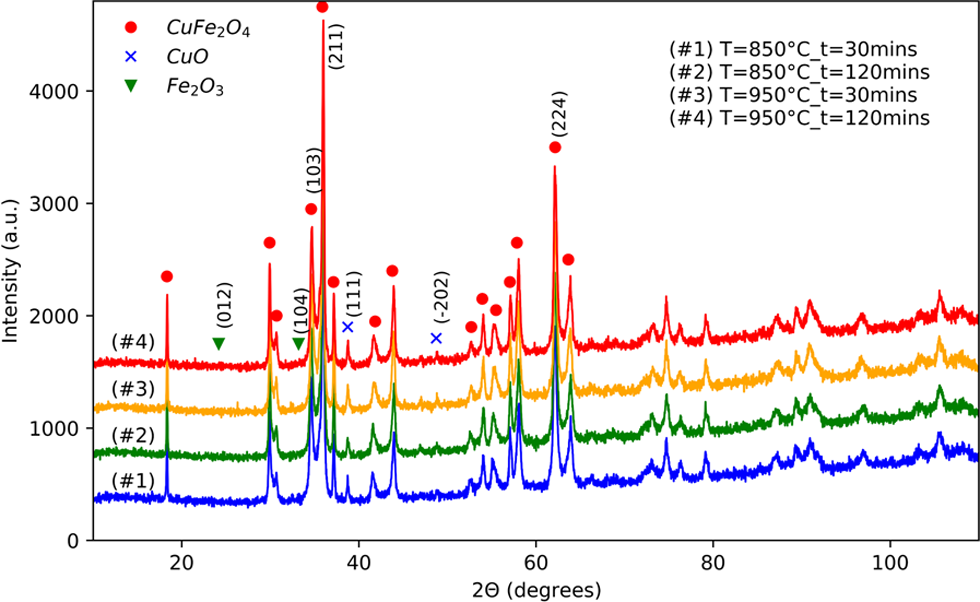 CuFe₂O₄
CuO
Fe₂O₃
(#1) T=850°C_t=30mins
(#2) T=850°C_t=120mins
(#3) T=950°C_t=30mins
(#4) T=950°C_t=120mins
(211)
(103)
(224)
(012)
(104)
(111)
(-202)
(#4)
(#3)
(#2)
(#1)
Intensity (a.u.)
4000
3000
2000
1000
0
20 40 60 80 100
2Θ (degrees)